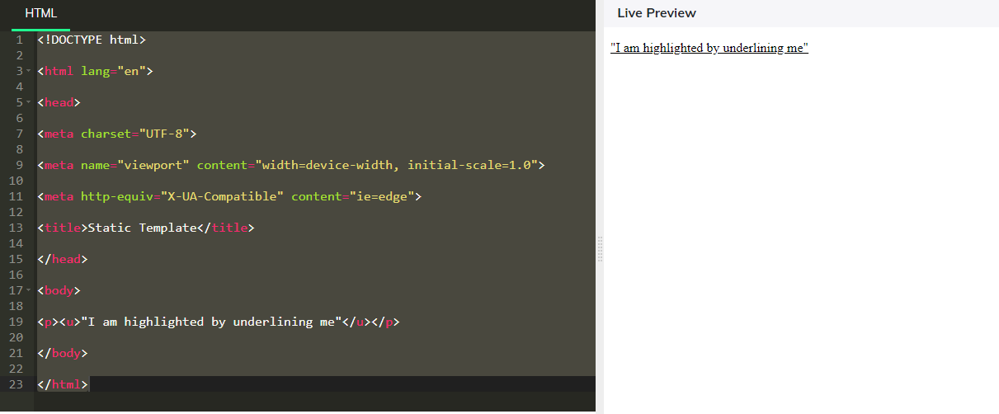 HTML
1 <!DOCTYPE html>
2
3 <html lang="en">
4
5 <head>
6
7 <meta charset="UTF-8">
8
9 <meta name="viewport" content="width=device-width, initial-scale=1.0">
10
11 <meta http-equiv="X-UA-Compatible" content="ie=edge">
12
13 <title>Static Template</title>
14
15 </head>
16
17 <body>
18
19 <p><u>"I am highlighted by underlining me"</u></p>
20
21 </body>
22
23 </html>
Live Preview
"I am highlighted by underlining me"